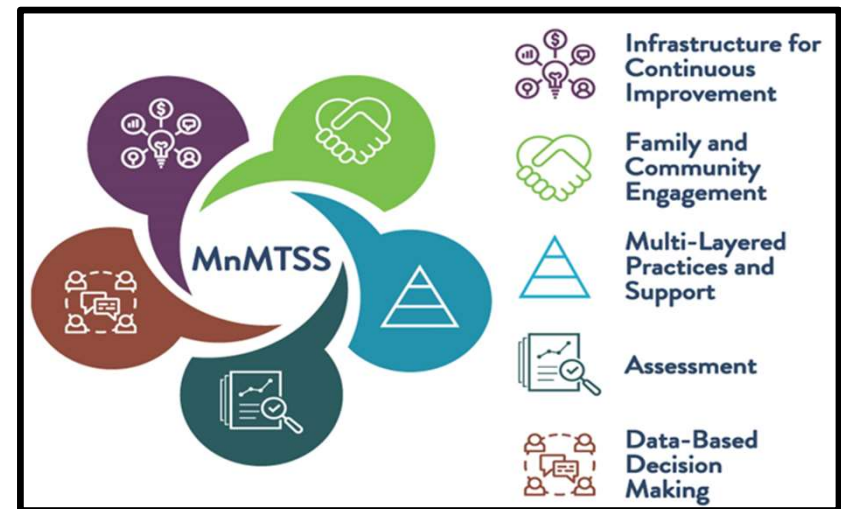 MnMTSS
Infrastructure for
Continuous
Improvement
Family and
Community
Engagement
Multi-Layered
Practices and
Support
Assessment
Data-Based
Decision
Making